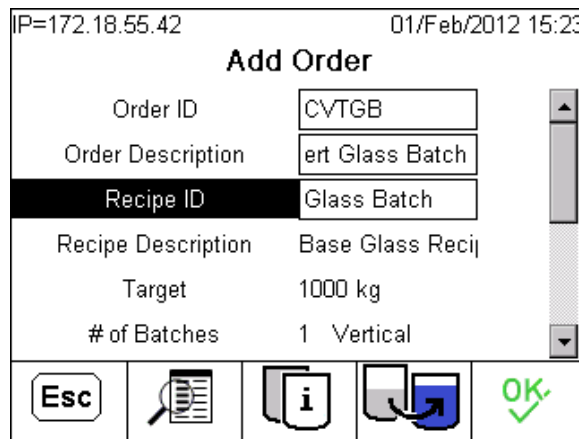 IP=172.18.55.42 01/Feb/2012 15:23
Add Order
Order ID CVTGB
Order Description ert Glass Batch
Recipe ID Glass Batch
Recipe Description Base Glass Reci
Target 1000 kg
# of Batches 1 Vertical
Esc i OK